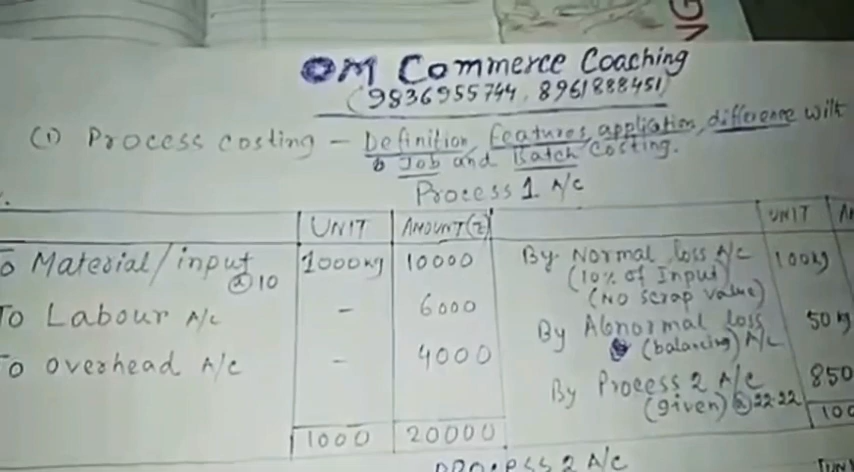 OM Commerce Coaching
(9836955744, 8961888451)
(1) Process costing - Definition, features, application, difference with
Job and Batch Costing.
Process 1 A/c
UNIT AMOUNT(₹) UNIT
To Material/input @10 1000kg 10000 By Normal loss A/c 100kg
(10% of Input)
(No scrap value)
To Labour A/c - 6000 By Abnormal Loss 50
(balancing) A/c
To overhead A/c - 4000 By Process 2 A/c 850
(given) @22.22
1000 20000
PROCESS 2 A/c